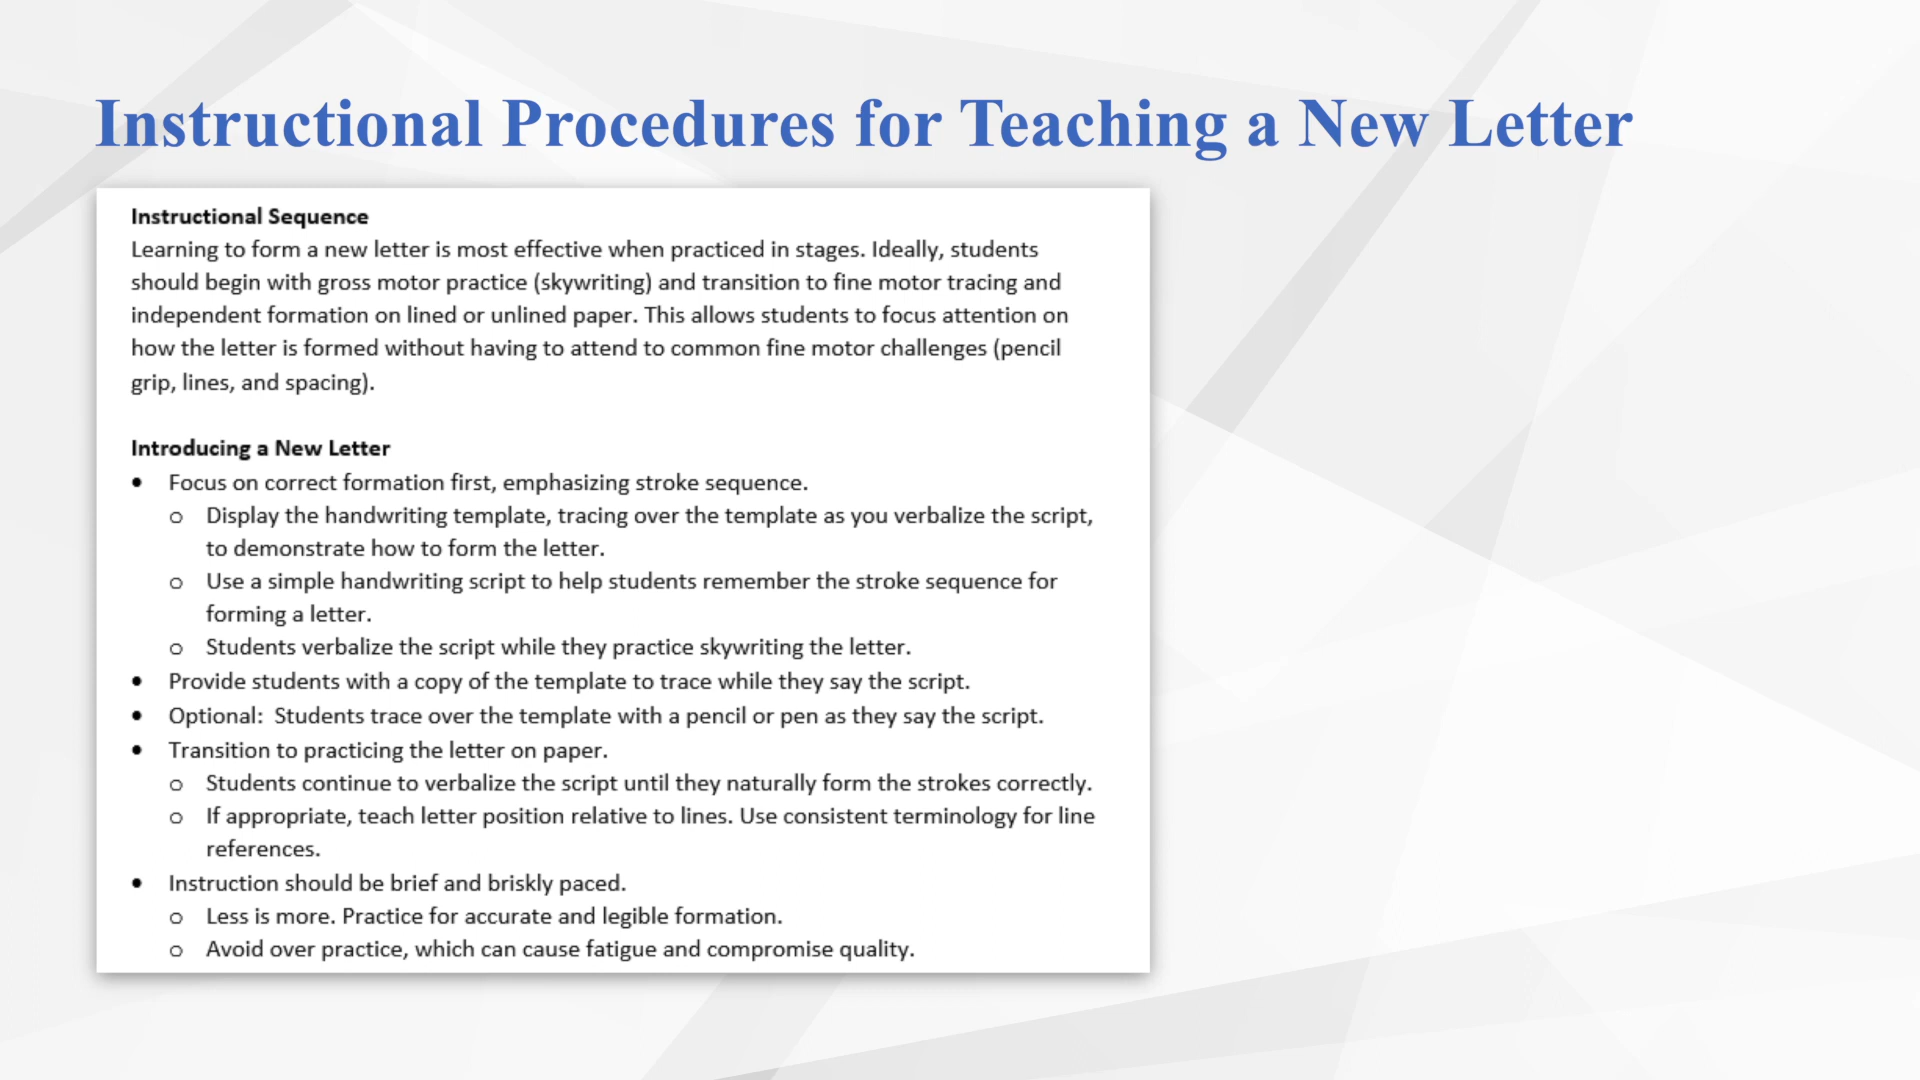 Instructional Procedures for Teaching a New Letter
Instructional Sequence
Learning to form a new letter is most effective when practiced in stages. Ideally, students
should begin with gross motor practice (skywriting) and transition to fine motor tracing and
independent formation on lined or unlined paper. This allows students to focus attention on
how the letter is formed without having to attend to common fine motor challenges (pencil
grip, lines, and spacing).
Introducing a New Letter
• Focus on correct formation first, emphasizing stroke sequence.
o Display the handwriting template, tracing over the template as you verbalize the script,
to demonstrate how to form the letter.
o Use a simple handwriting script to help students remember the stroke sequence for
forming a letter.
o Students verbalize the script while they practice skywriting the letter.
• Provide students with a copy of the template to trace while they say the script.
• Optional:  Students trace over the template with a pencil or pen as they say the script.
• Transition to practicing the letter on paper.
o Students continue to verbalize the script until they naturally form the strokes correctly.
o If appropriate, teach letter position relative to lines. Use consistent terminology for line
references.
• Instruction should be brief and briskly paced.
o Less is more. Practice for accurate and legible formation.
o Avoid over practice, which can cause fatigue and compromise quality.